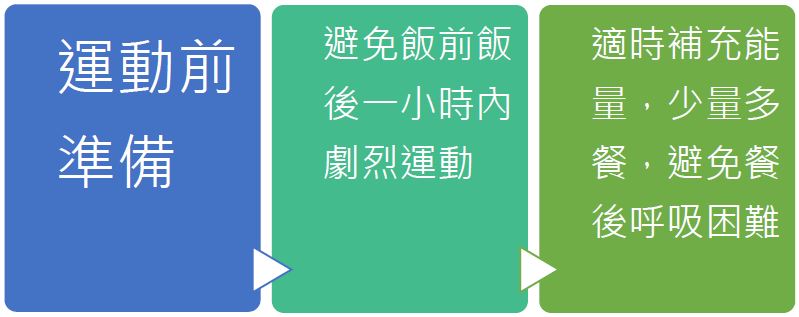 運動前
準備
避免飯前飯
後一小時內
劇烈運動
適時補充能
量，少量多
餐，避免餐
後呼吸困難